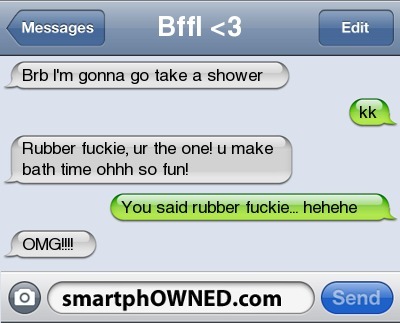 Messages
Bffl <3
Edit
Brb I'm gonna go take a shower
kk
Rubber fuckie, ur the one! u make
bath time ohhh so fun!
You said rubber fuckie... hehehe
OMG!!!!
smartphOWNED.com
Send